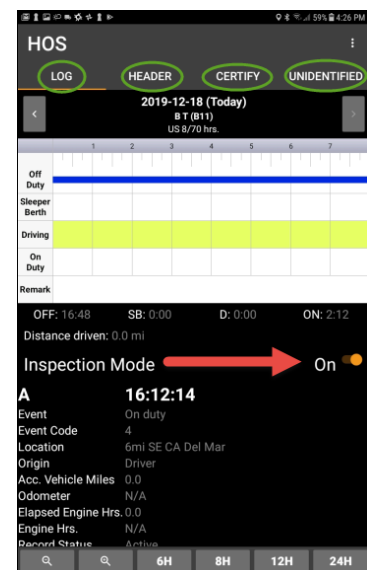 59% 4:26 PM
HOS
LOG HEADER CERTIFY UNIDENTIFIED
2019-12-18 (Today)
B T (B11)
US 8/70 hrs.
1 2 3 4 5 6 7
Off
Duty
Sleeper
Berth
Driving
On
Duty
Remark
OFF: 16:48 SB: 0:00 D: 0:00 ON: 2:12
Distance driven: 0.0 mi
Inspection Mode On
A 16:12:14
Event On duty
Event Code 4
Location 6mi SE CA Del Mar
Origin Driver
Acc. Vehicle Miles 0.0
Odometer N/A
Elapsed Engine Hrs. 0.0
Engine Hrs. N/A
Record Status Active
6H 8H 12H 24H